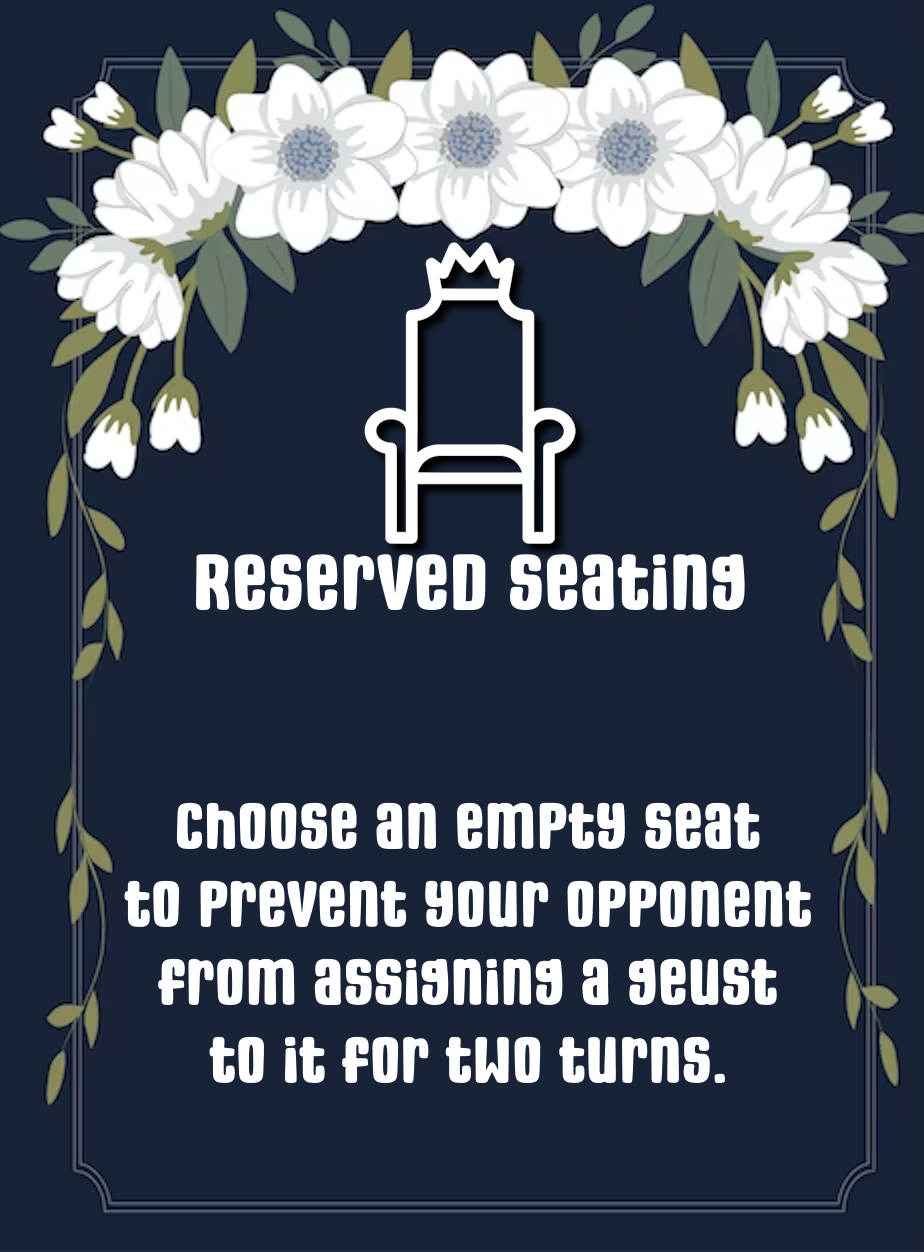 Reserved Seating
Choose an empty seat
to prevent your opponent
from assigning a geust
to it for two turns.